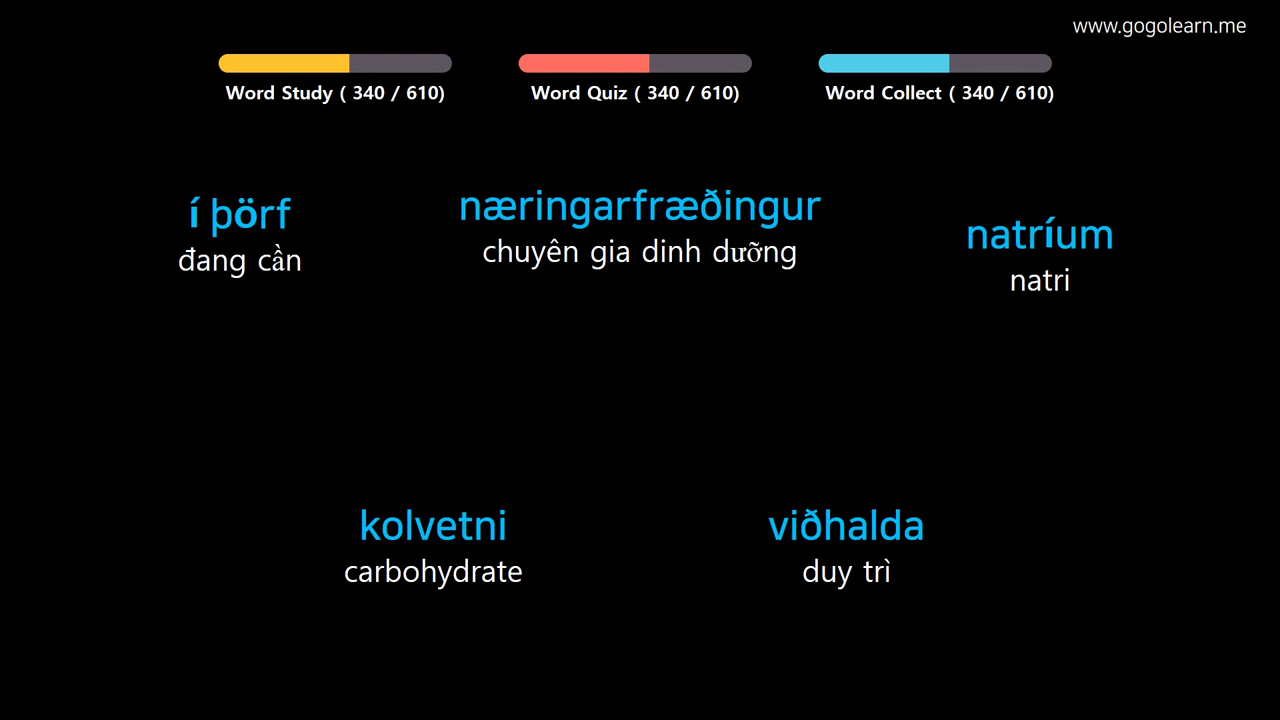 www.gogolearn.me
Word Study ( 340 / 610)
Word Quiz ( 340 / 610)
Word Collect ( 340 / 610)
í þörf
đang cần
næringarfræðingur
chuyên gia dinh dưỡng
natríum
natri
kolvetni
carbohydrate
viðhalda
duy trì